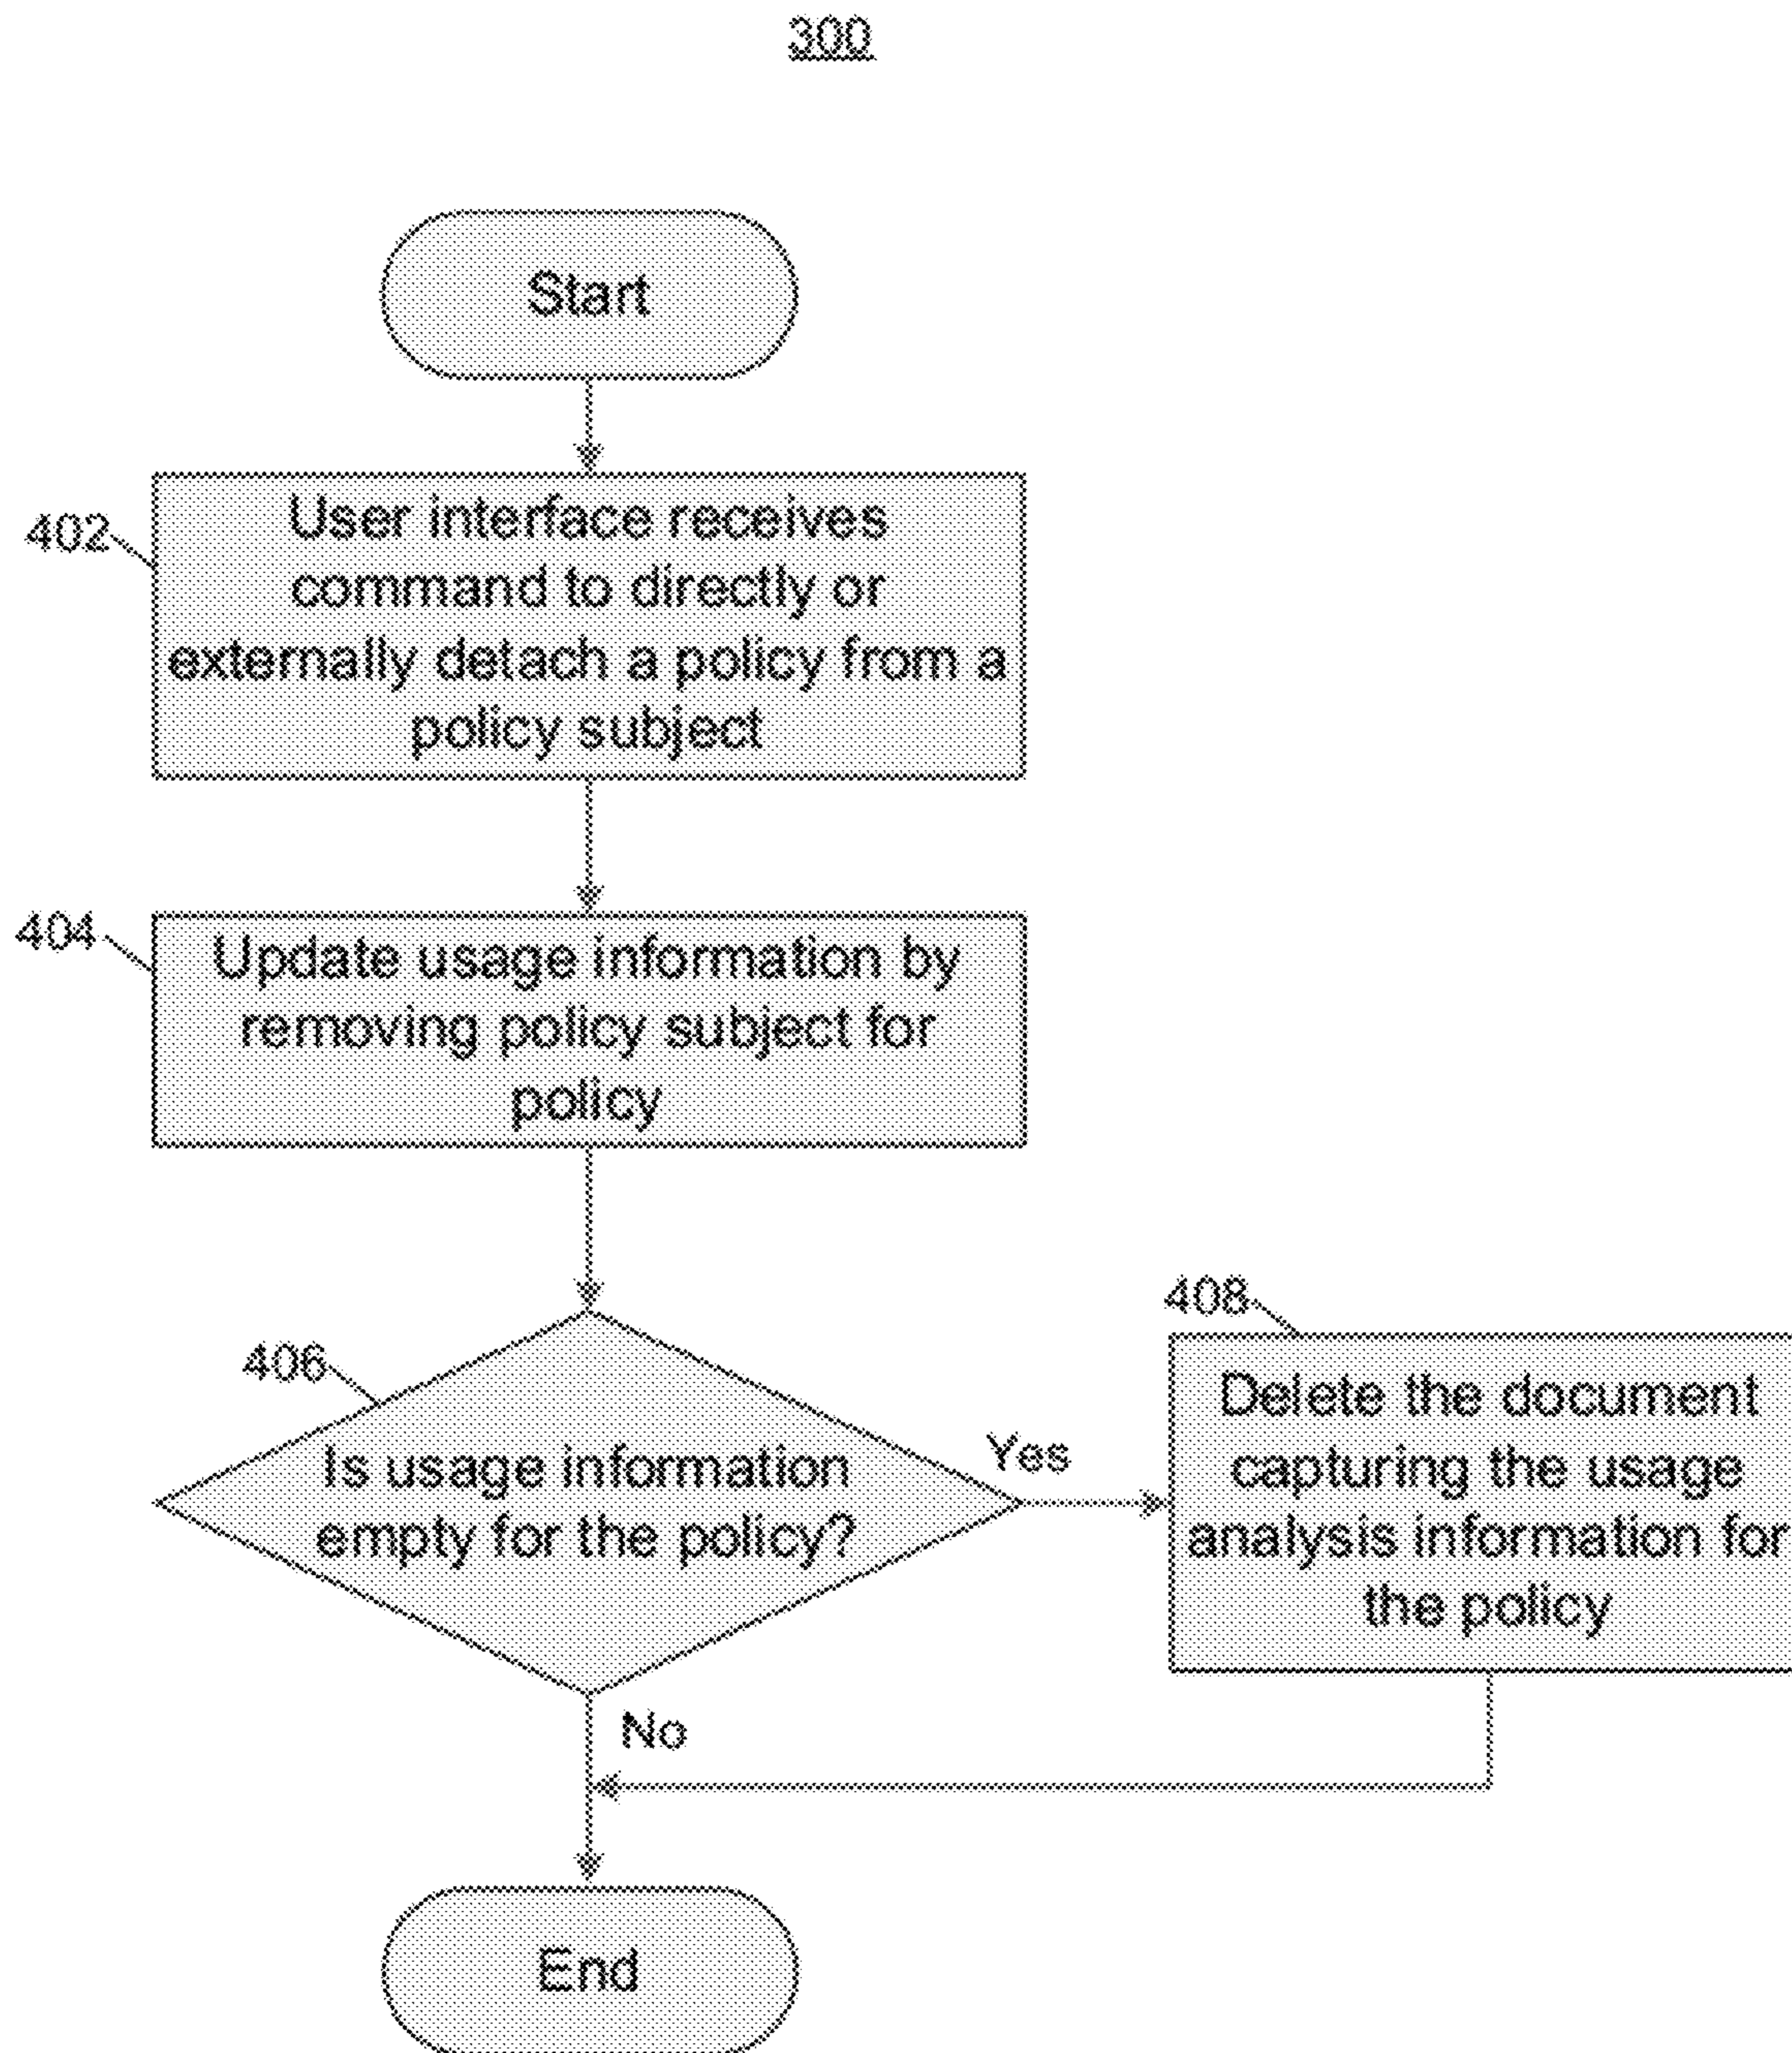 300
Start
402
User interface receives
command to directly or
externally detach a policy from a
policy subject
404
Update usage information by
removing policy subject for
policy
406
Is usage information
empty for the policy?
Yes
408
Delete the document
capturing the usage
analysis information for
the policy
No
End